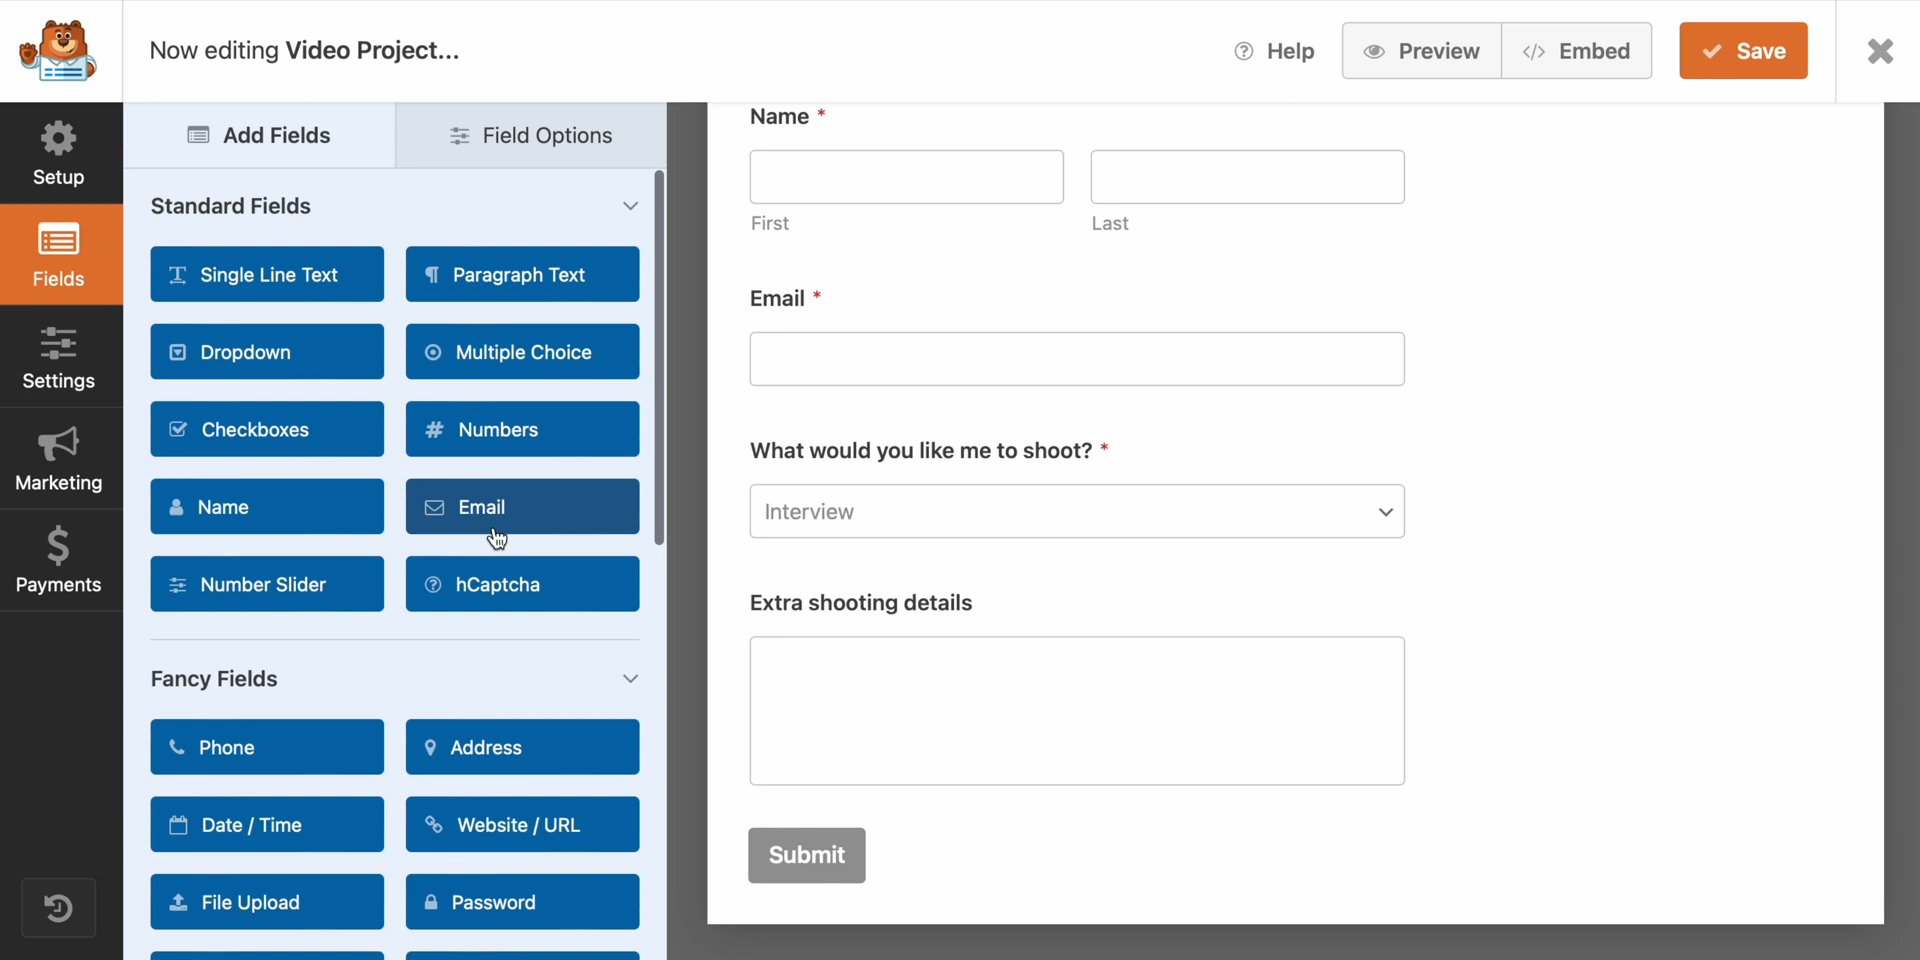 Now editing Video Project...
Help
Preview
Embed
Save
Setup
Fields
Settings
Marketing
Payments
Add Fields
Field Options
Standard Fields
Single Line Text
Paragraph Text
Dropdown
Multiple Choice
Checkboxes
Numbers
Name
Email
Number Slider
hCaptcha
Fancy Fields
Phone
Address
Date / Time
Website / URL
File Upload
Password
Name *
First
Last
Email *
What would you like me to shoot? *
Interview
Extra shooting details
Submit